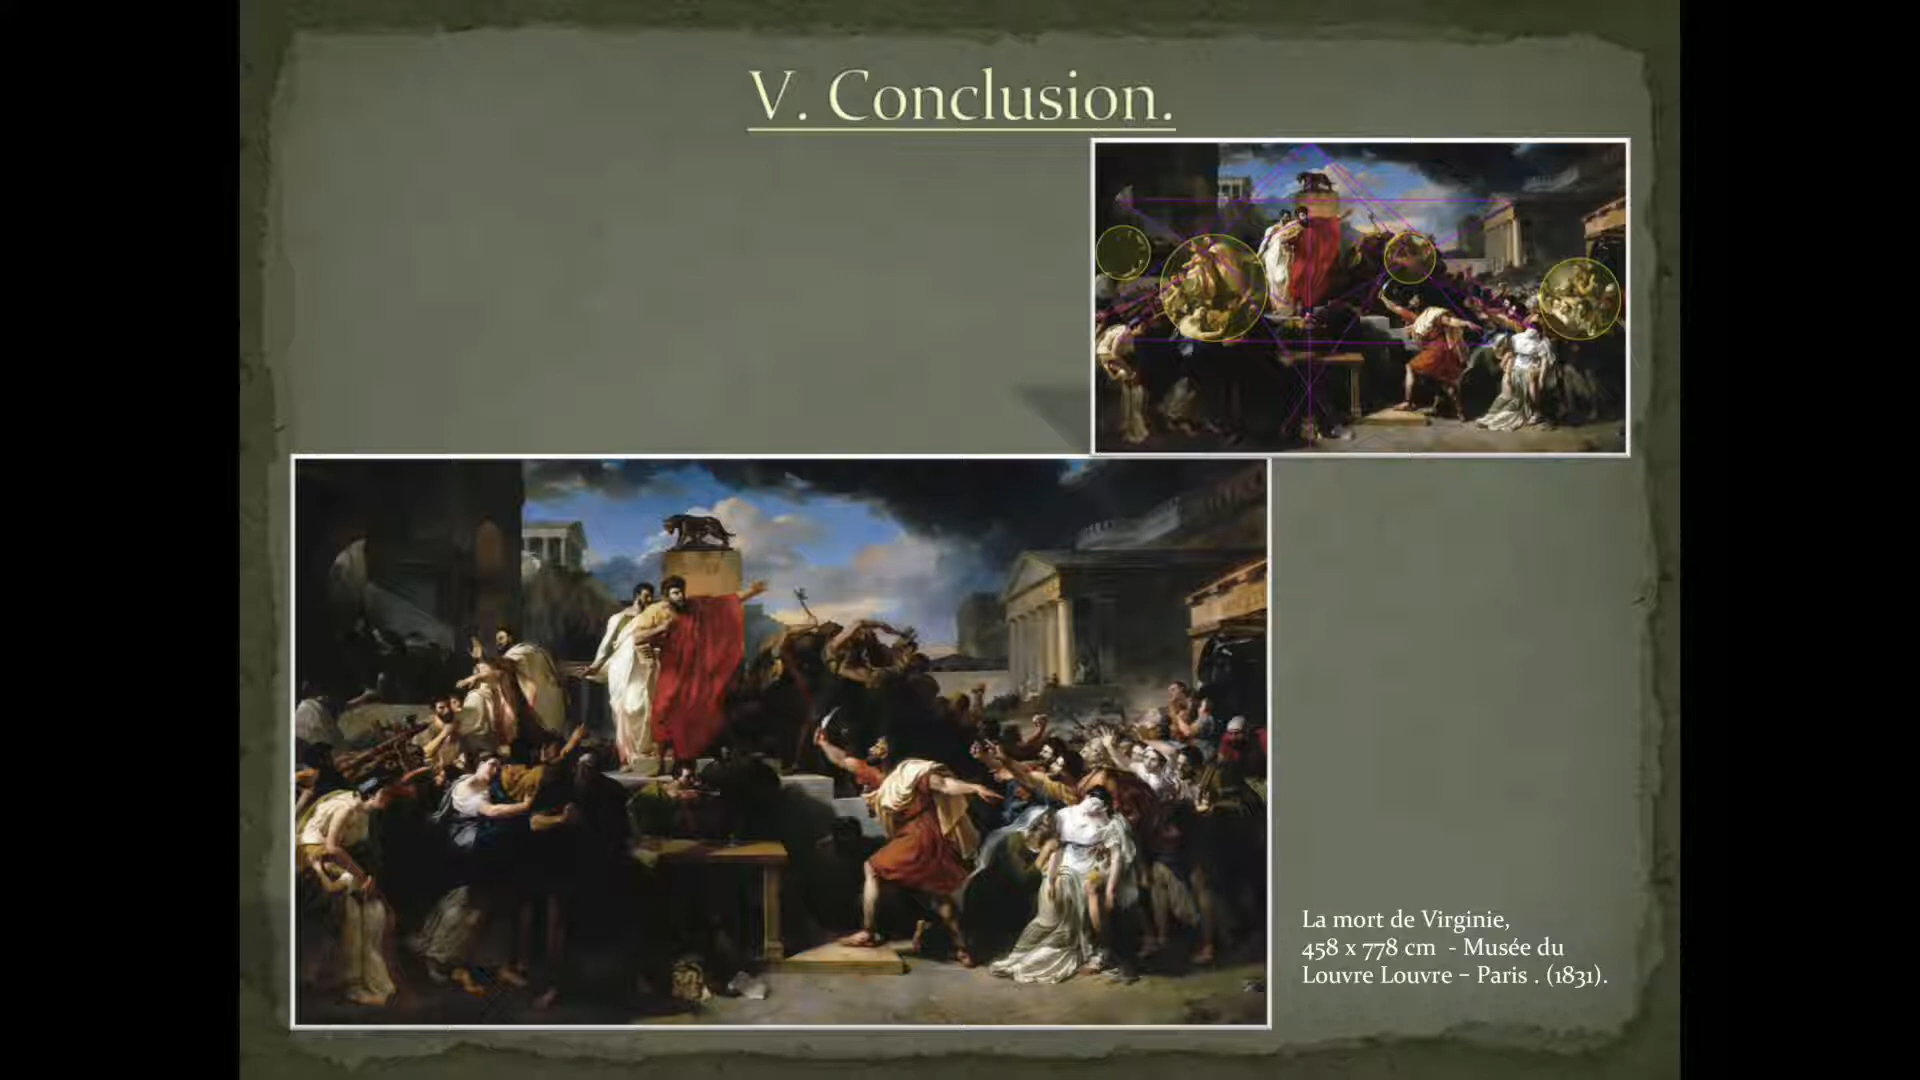 V. Conclusion.
La mort de Virginie,
458 x 778 cm - Musée du
Louvre Louvre – Paris . (1831).